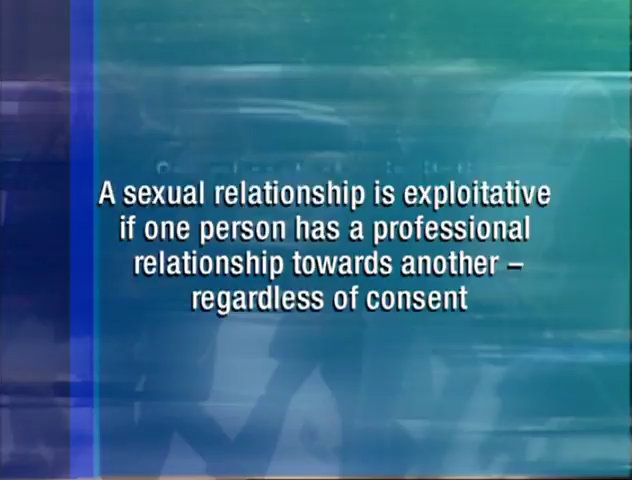 A sexual relationship is exploitative
if one person has a professional
relationship towards another –
regardless of consent